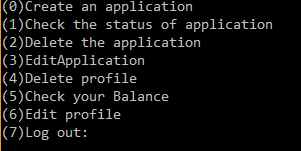 (0)Create an application
(1)Check the status of application
(2)Delete the application
(3)EditApplication
(4)Delete profile
(5)Check your Balance
(6)Edit profile
(7)Log out: